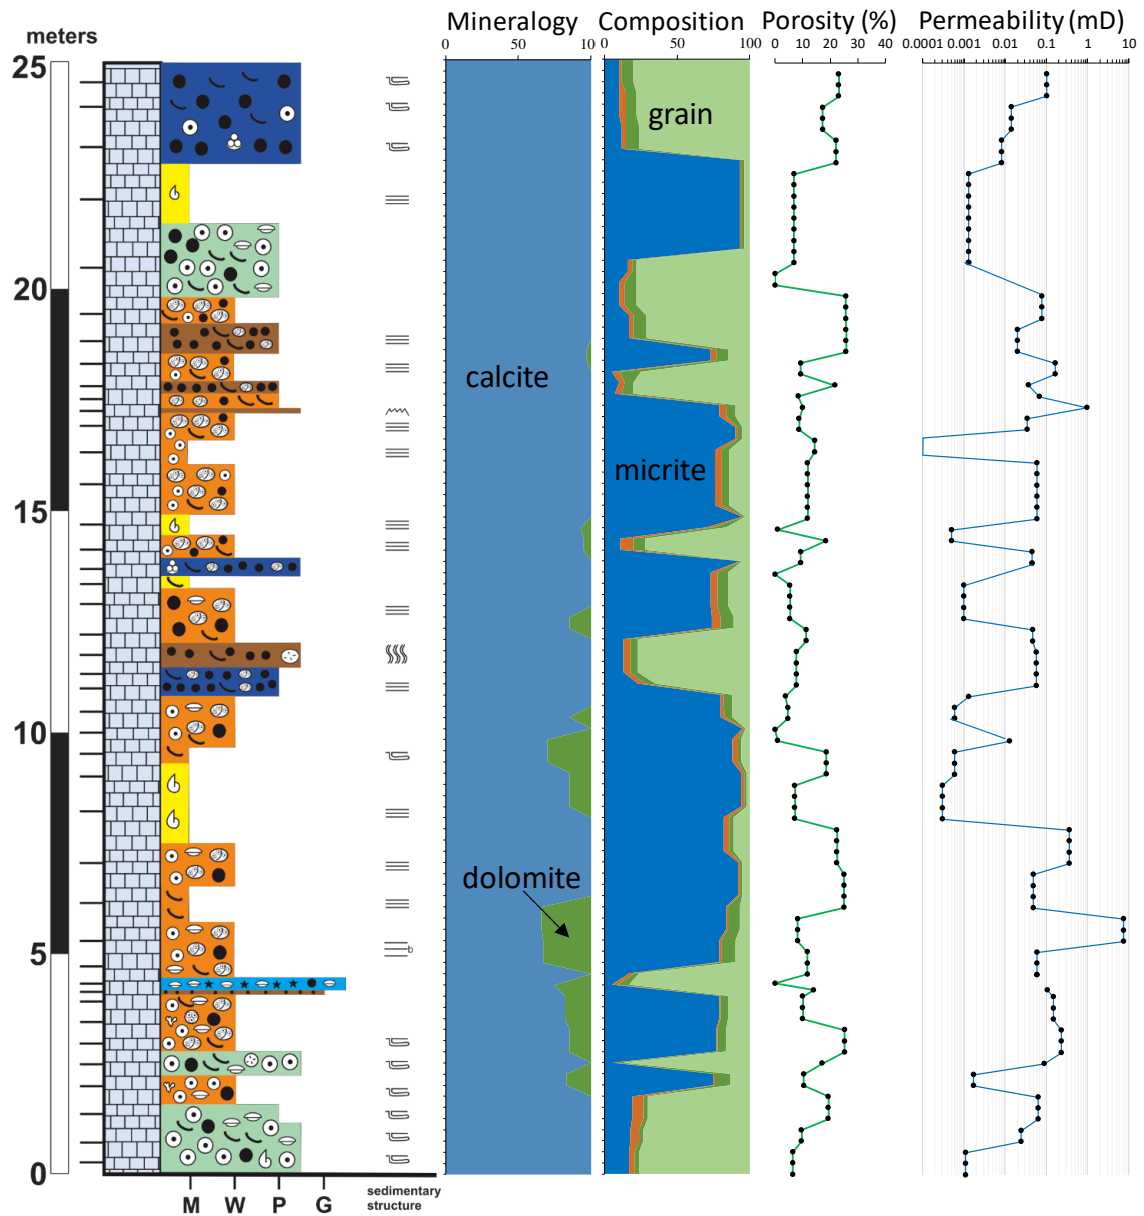 Mineralogy Composition Porosity (%) Permeability (mD)
meters
0 50 10 0 50 100 0 10 20 30 40 0.0001 0.001 0.01 0.1 1 10
25
grain
20
calcite
micrite
15
10
dolomite
b
5
0
M W P G
sedimentary
structure